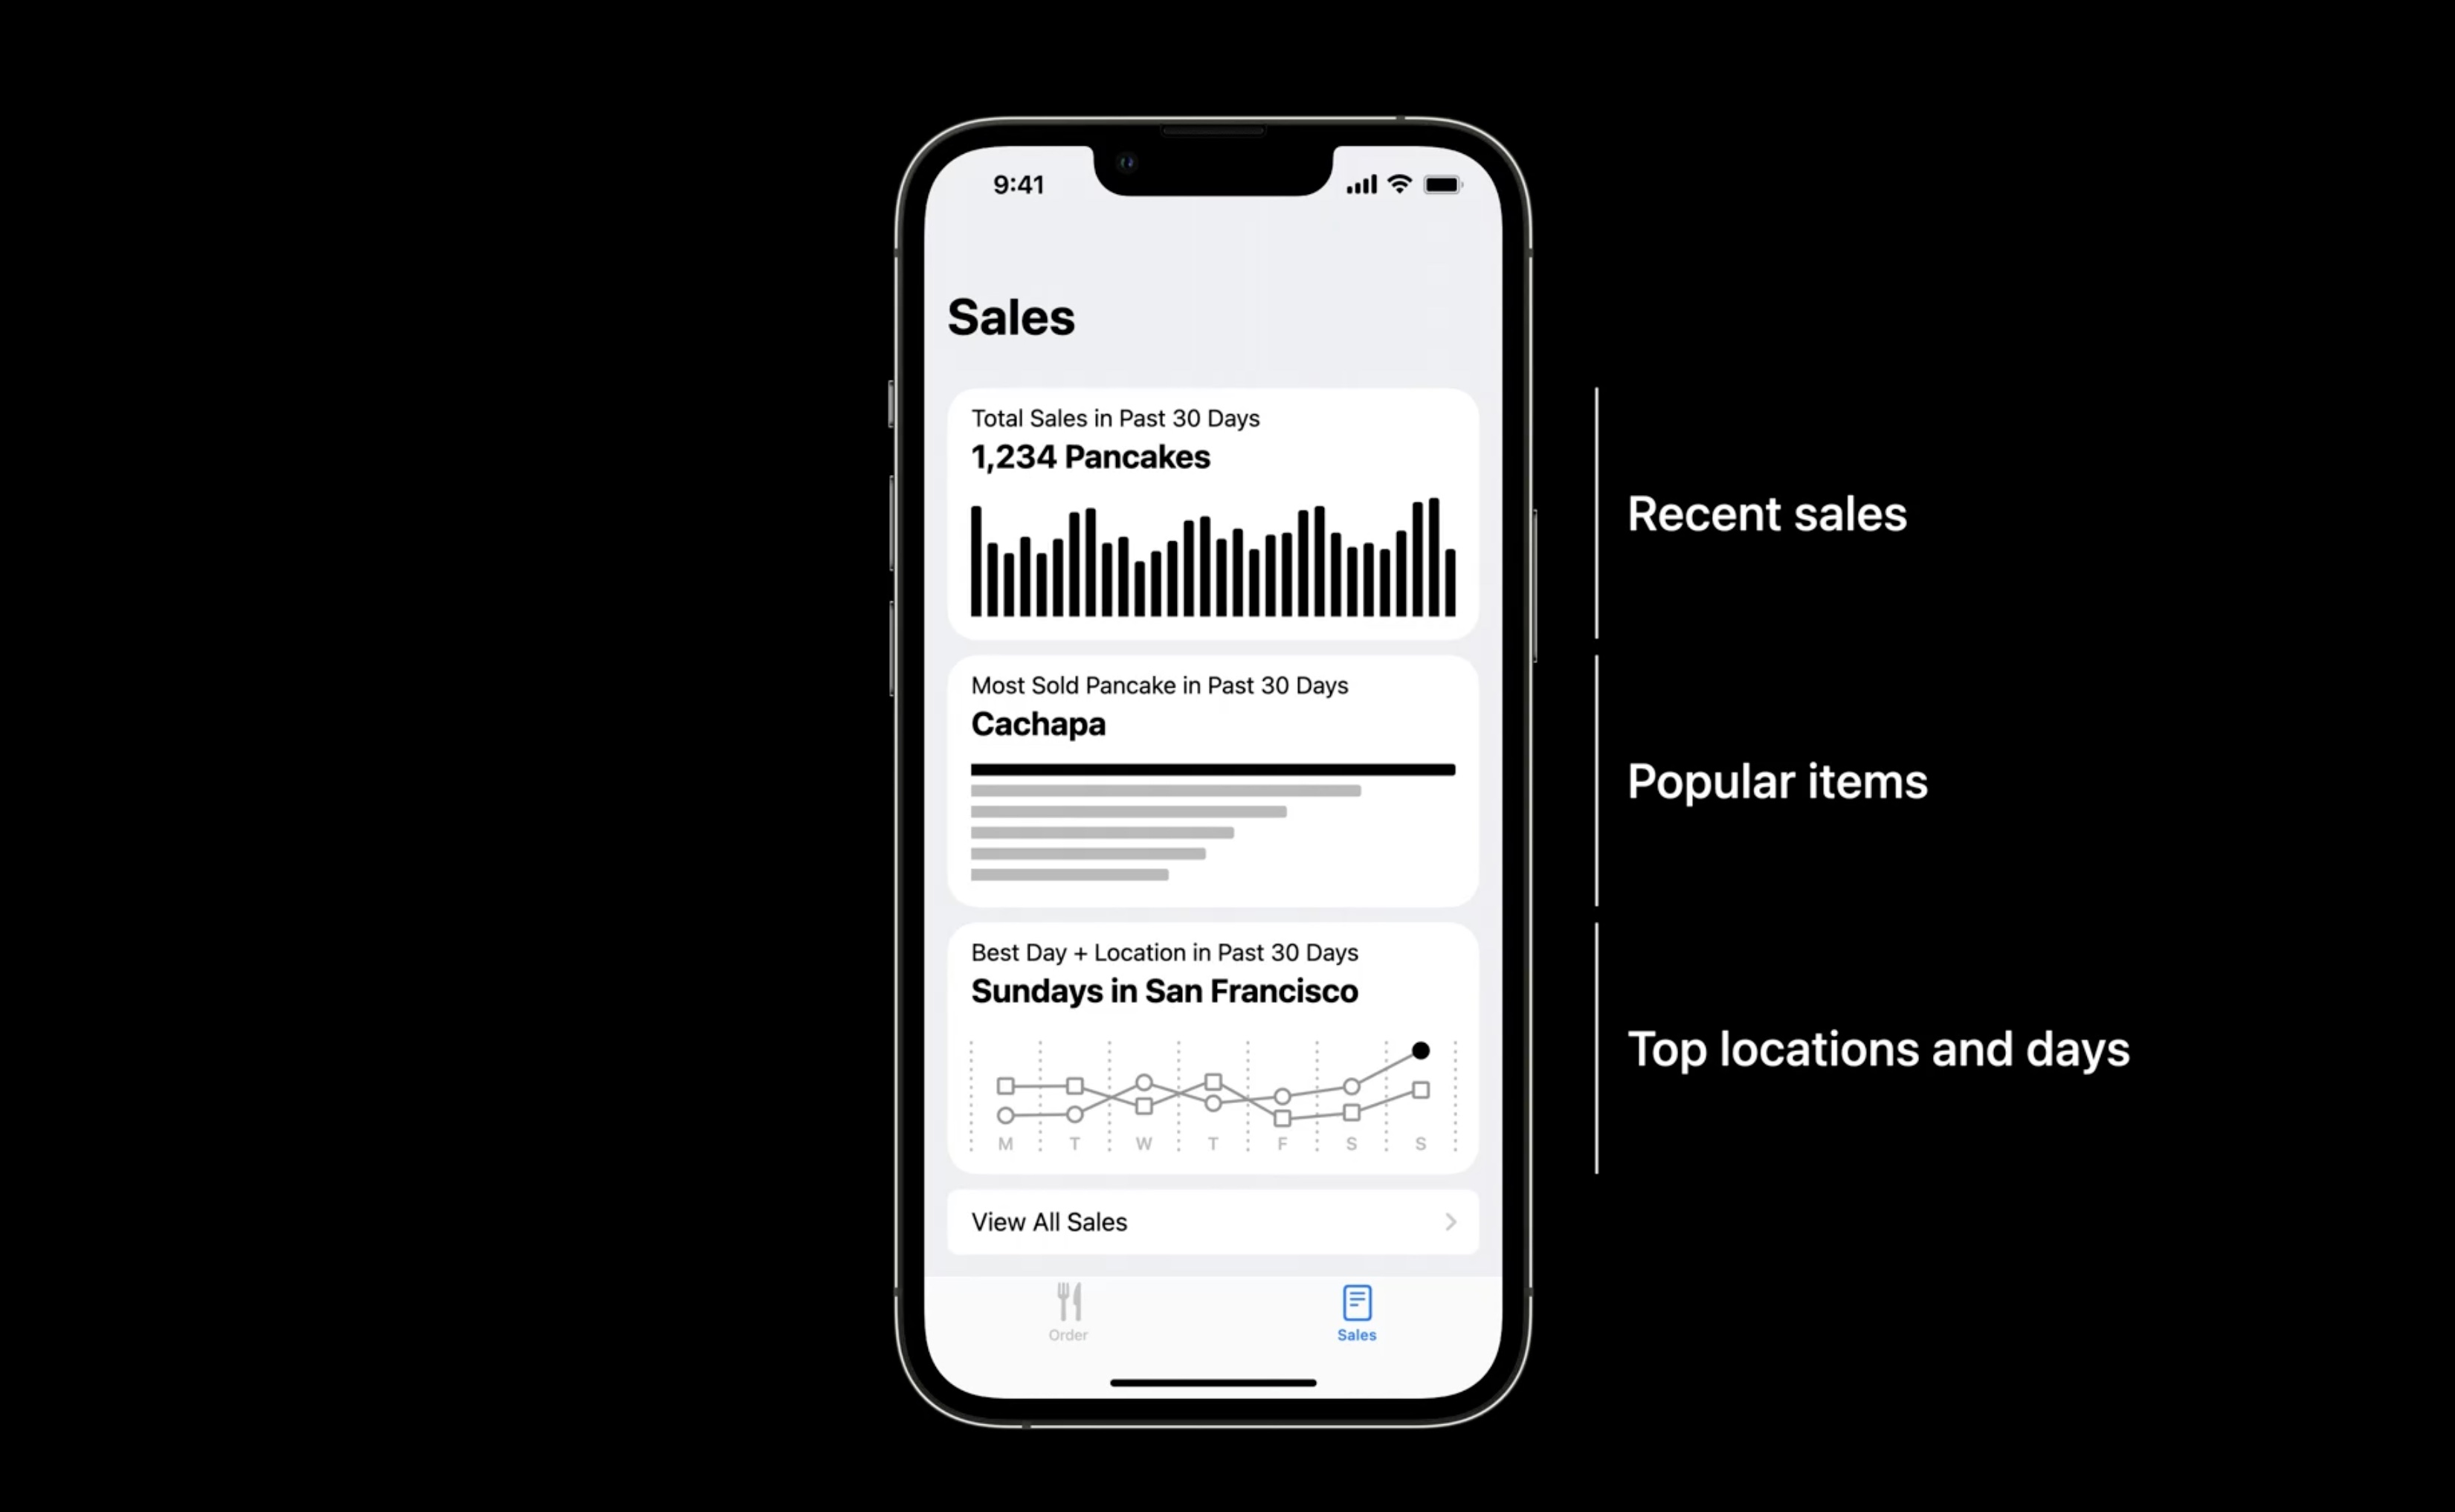 9:41
Sales
Total Sales in Past 30 Days
1,234 Pancakes
Recent sales
Most Sold Pancake in Past 30 Days
Cachapa
Popular items
Best Day + Location in Past 30 Days
Sundays in San Francisco
Top locations and days
M T W T F S S
View All Sales
Order
Sales